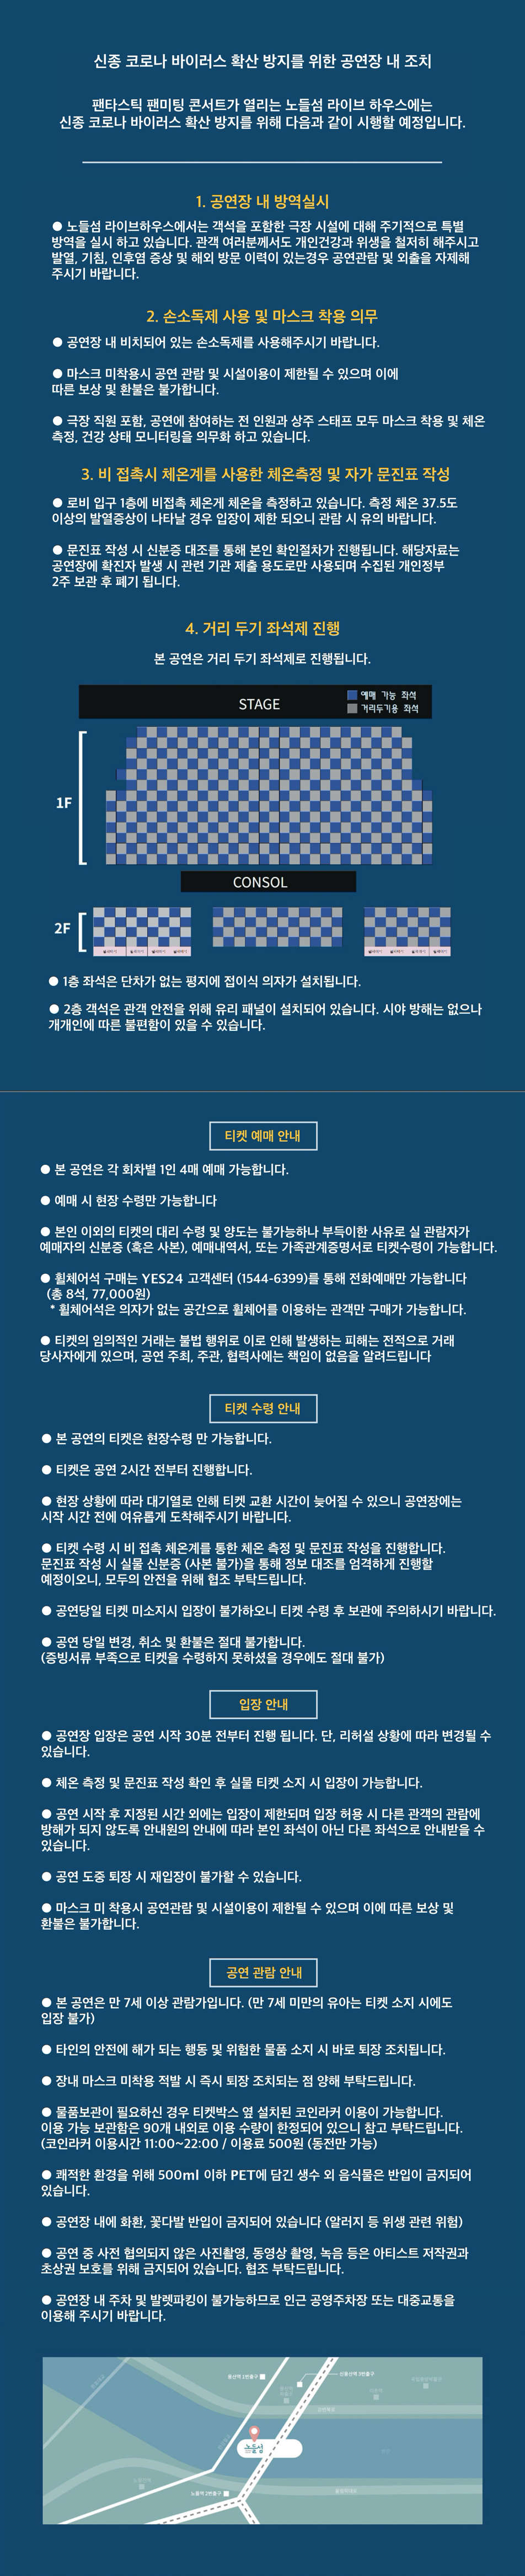 신종 코로나 바이러스 확산 방지를 위한 공연장 내 조치
팬타스틱 팬미팅 콘서트가 열리는 노들섬 라이브 하우스에는
신종 코로나 바이러스 확산 방지를 위해 다음과 같이 시행할 예정입니다.
1. 공연장 내 방역실시
● 노들섬 라이브하우스에서는 객석을 포함한 극장 시설에 대해 주기적으로 특별
방역을 실시 하고 있습니다. 관객 여러분께서도 개인건강과 위생을 철저히 해주시고
발열, 기침, 인후염 증상 및 해외 방문 이력이 있는경우 공연관람 및 외출을 자제해
주시기 바랍니다.
2. 손소독제 사용 및 마스크 착용 의무
● 공연장 내 비치되어 있는 손소독제를 사용해주시기 바랍니다.
● 마스크 미착용시 공연 관람 및 시설이용이 제한될 수 있으며 이에
따른 보상 및 환불은 불가합니다.
● 극장 직원 포함, 공연에 참여하는 전 인원과 상주 스태프 모두 마스크 착용 및 체온
측정, 건강 상태 모니터링을 의무화 하고 있습니다.
3. 비 접촉시 체온계를 사용한 체온측정 및 자가 문진표 작성
● 로비 입구 1층에 비접촉 체온게 체온을 측정하고 있습니다. 측정 체온 37.5도
이상의 발열증상이 나타날 경우 입장이 제한 되오니 관람 시 유의 바랍니다.
● 문진표 작성 시 신분증 대조를 통해 본인 확인절차가 진행됩니다. 해당자료는
공연장에 확진자 발생 시 관련 기관 제출 용도로만 사용되며 수집된 개인정부
2주 보관 후 폐기 됩니다.
4. 거리 두기 좌석제 진행
본 공연은 거리 두기 좌석제로 진행됩니다.
STAGE
예매 가능 좌석
거리두기용 좌석
1F
CONSOL
2F
● 1층 좌석은 단차가 없는 평지에 접이식 의자가 설치됩니다.
● 2층 객석은 관객 안전을 위해 유리 패널이 설치되어 있습니다. 시야 방해는 없으나
개개인에 따른 불편함이 있을 수 있습니다.
티켓 예매 안내
● 본 공연은 각 회차별 1인 4매 예매 가능합니다.
● 예매 시 현장 수령만 가능합니다
● 본인 이외의 티켓의 대리 수령 및 양도는 불가능하나 부득이한 사유로 실 관람자가
예매자의 신분증 (혹은 사본), 예매내역서, 또는 가족관계증명서로 티켓수령이 가능합니다.
● 휠체어석 구매는 YES24 고객센터 (1544-6399)를 통해 전화예매만 가능합니다
(총 8석, 77,000원)
* 휠체어석은 의자가 없는 공간으로 휠체어를 이용하는 관객만 구매가 가능합니다.
● 티켓의 임의적인 거래는 불법 행위로 이로 인해 발생하는 피해는 전적으로 거래
당사자에게 있으며, 공연 주최, 주관, 협력사에는 책임이 없음을 알려드립니다
티켓 수령 안내
● 본 공연의 티켓은 현장수령 만 가능합니다.
● 티켓은 공연 2시간 전부터 진행합니다.
● 현장 상황에 따라 대기열로 인해 티켓 교환 시간이 늦어질 수 있으니 공연장에는
시작 시간 전에 여유롭게 도착해주시기 바랍니다.
● 티켓 수령 시 비 접촉 체온계를 통한 체온 측정 및 문진표 작성을 진행합니다.
문진표 작성 시 실물 신분증 (사본 불가)을 통해 정보 대조를 엄격하게 진행할
예정이오니, 모두의 안전을 위해 협조 부탁드립니다.
● 공연당일 티켓 미소지시 입장이 불가하오니 티켓 수령 후 보관에 주의하시기 바랍니다.
● 공연 당일 변경, 취소 및 환불은 절대 불가합니다.
(증빙서류 부족으로 티켓을 수령하지 못하셨을 경우에도 절대 불가)
입장 안내
● 공연장 입장은 공연 시작 30분 전부터 진행 됩니다. 단, 리허설 상황에 따라 변경될 수
있습니다.
● 체온 측정 및 문진표 작성 확인 후 실물 티켓 소지 시 입장이 가능합니다.
● 공연 시작 후 지정된 시간 외에는 입장이 제한되며 입장 허용 시 다른 관객의 관람에
방해가 되지 않도록 안내원의 안내에 따라 본인 좌석이 아닌 다른 좌석으로 안내받을 수
있습니다.
● 공연 도중 퇴장 시 재입장이 불가할 수 있습니다.
● 마스크 미 착용시 공연관람 및 시설이용이 제한될 수 있으며 이에 따른 보상 및
환불은 불가합니다.
공연 관람 안내
● 본 공연은 만 7세 이상 관람가입니다. (만 7세 미만의 유아는 티켓 소지 시에도
입장 불가)
● 타인의 안전에 해가 되는 행동 및 위험한 물품 소지 시 바로 퇴장 조치됩니다.
● 장내 마스크 미착용 적발 시 즉시 퇴장 조치되는 점 양해 부탁드립니다.
● 물품보관이 필요하신 경우 티켓박스 옆 설치된 코인라커 이용이 가능합니다.
이용 가능 보관함은 90개 내외로 이용 수량이 한정되어 있으니 참고 부탁드립니다.
(코인라커 이용시간 11:00~22:00 / 이용료 500원 (동전만 가능)
● 쾌적한 환경을 위해 500ml 이하 PET에 담긴 생수 외 음식물은 반입이 금지되어
있습니다.
● 공연장 내에 화환, 꽃다발 반입이 금지되어 있습니다 (알러지 등 위생 관련 위험)
● 공연 중 사전 협의되지 않은 사진촬영, 동영상 촬영, 녹음 등은 아티스트 저작권과
초상권 보호를 위해 금지되어 있습니다. 협조 부탁드립니다.
● 공연장 내 주차 및 발렛파킹이 불가능하므로 인근 공영주차장 또는 대중교통을
이용해 주시기 바랍니다.
용산역 1번출구
신용산역 3번출구
노들섬
노들역 2번출구